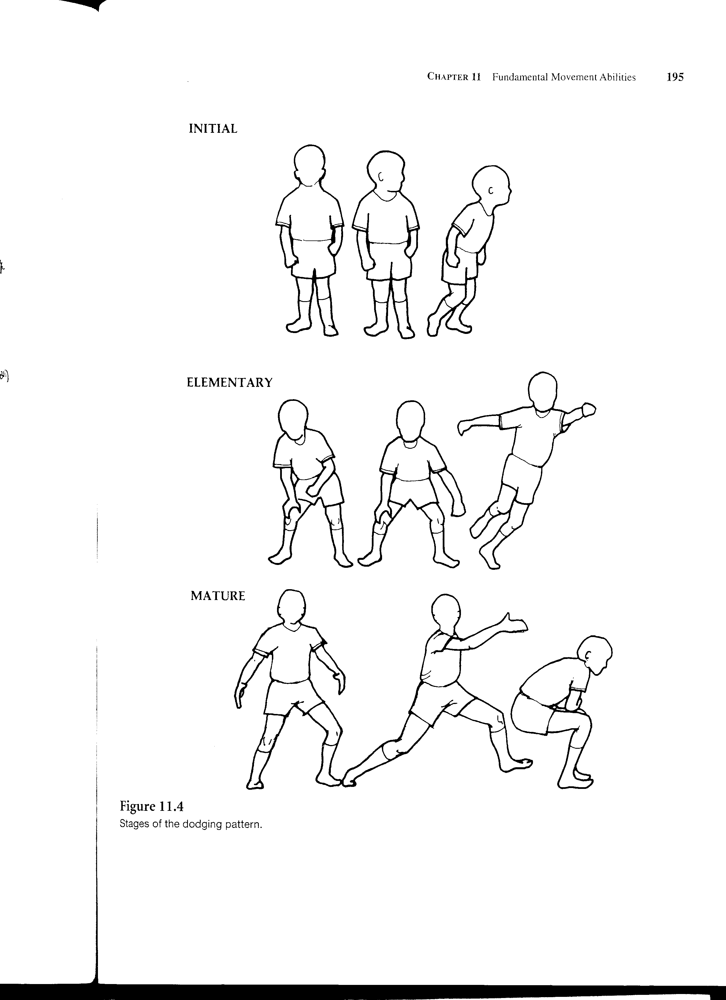 CHAPTER 11 Fundamental Movement Abilities 195
INITIAL
ELEMENTARY
MATURE
Figure 11.4
Stages of the dodging pattern.